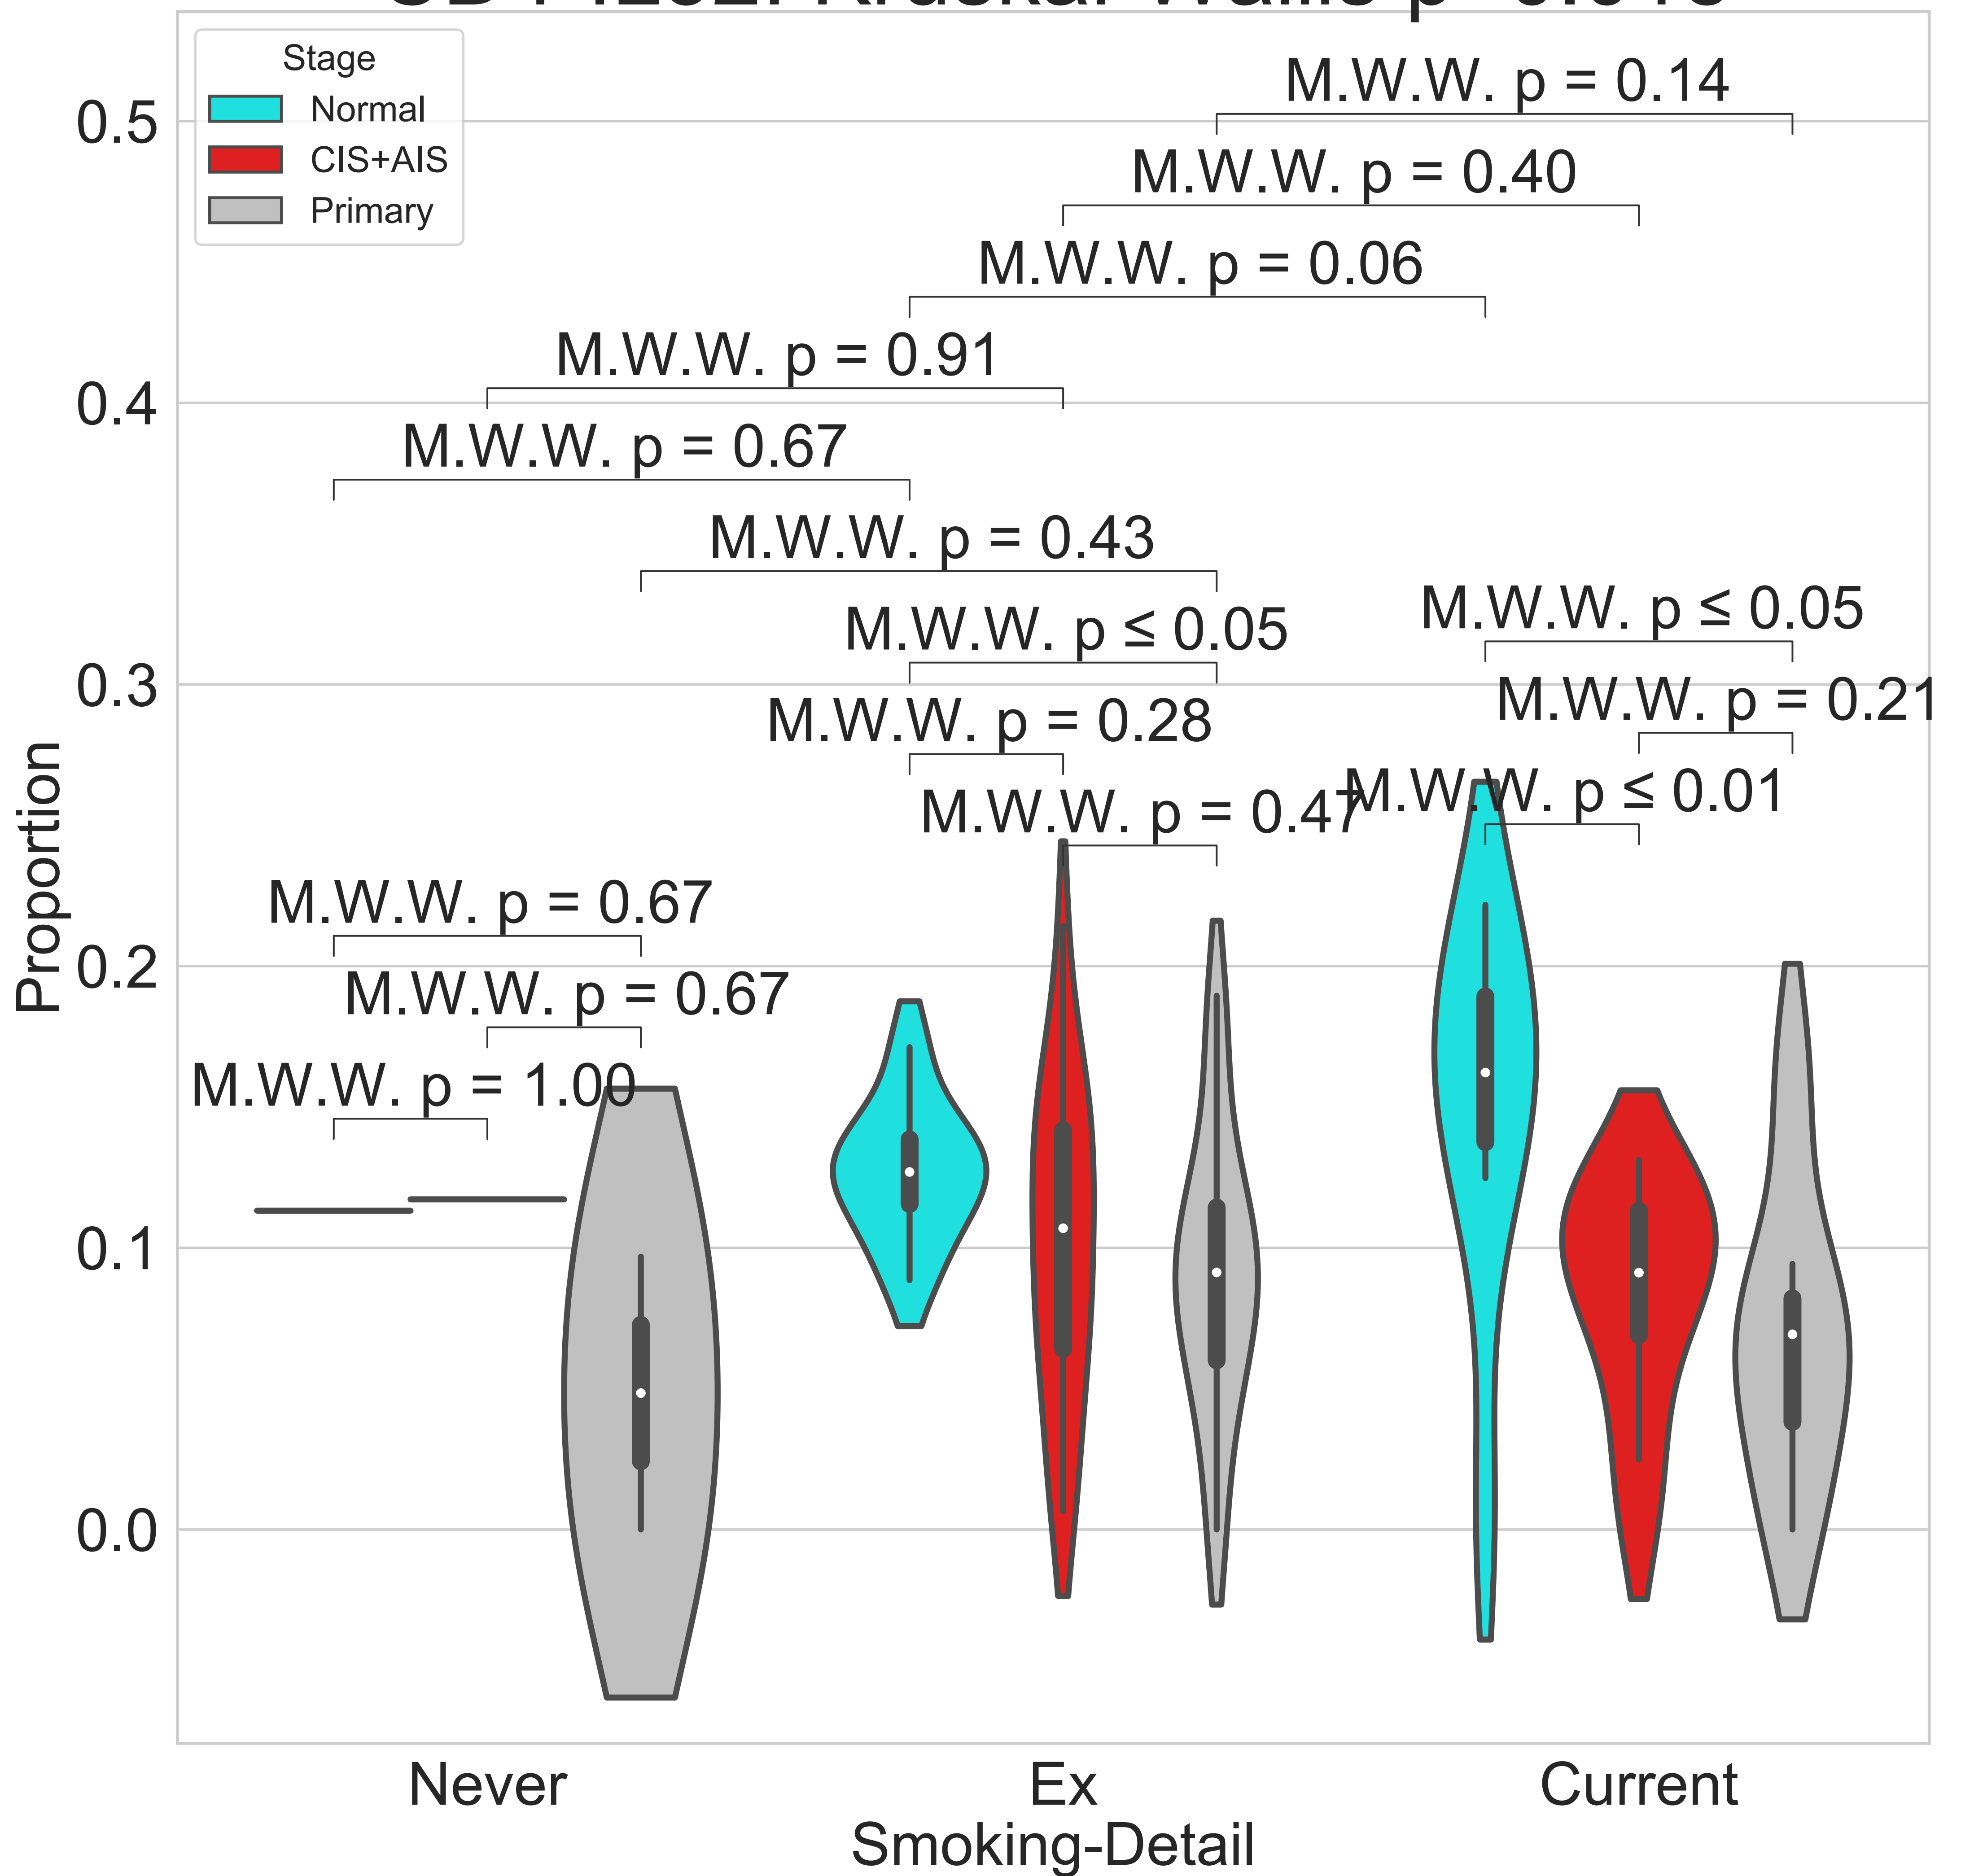 Stage
Normal
CIS+AIS
Primary
M.W.W. p = 0.14
M.W.W. p = 0.40
M.W.W. p = 0.06
M.W.W. p = 0.91
M.W.W. p = 0.67
M.W.W. p = 0.43
M.W.W. p ≤ 0.05
M.W.W. p ≤ 0.05
M.W.W. p = 0.28
M.W.W. p = 0.21
M.W.W. p = 0.47
M.W.W. p ≤ 0.01
M.W.W. p = 0.67
M.W.W. p = 0.67
M.W.W. p = 1.00
0.5
0.4
0.3
0.2
0.1
0.0
Proportion
Never
Ex
Current
Smoking-Detail